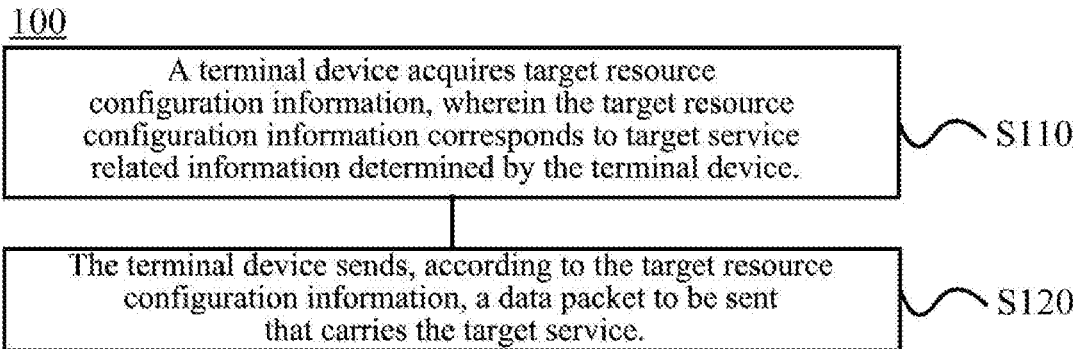 100
A terminal device acquires target resource
configuration information, wherein the target resource
configuration information corresponds to target service
related information determined by the terminal device.
S110
The terminal device sends, according to the target resource
configuration information, a data packet to be sent
that carries the target service.
S120